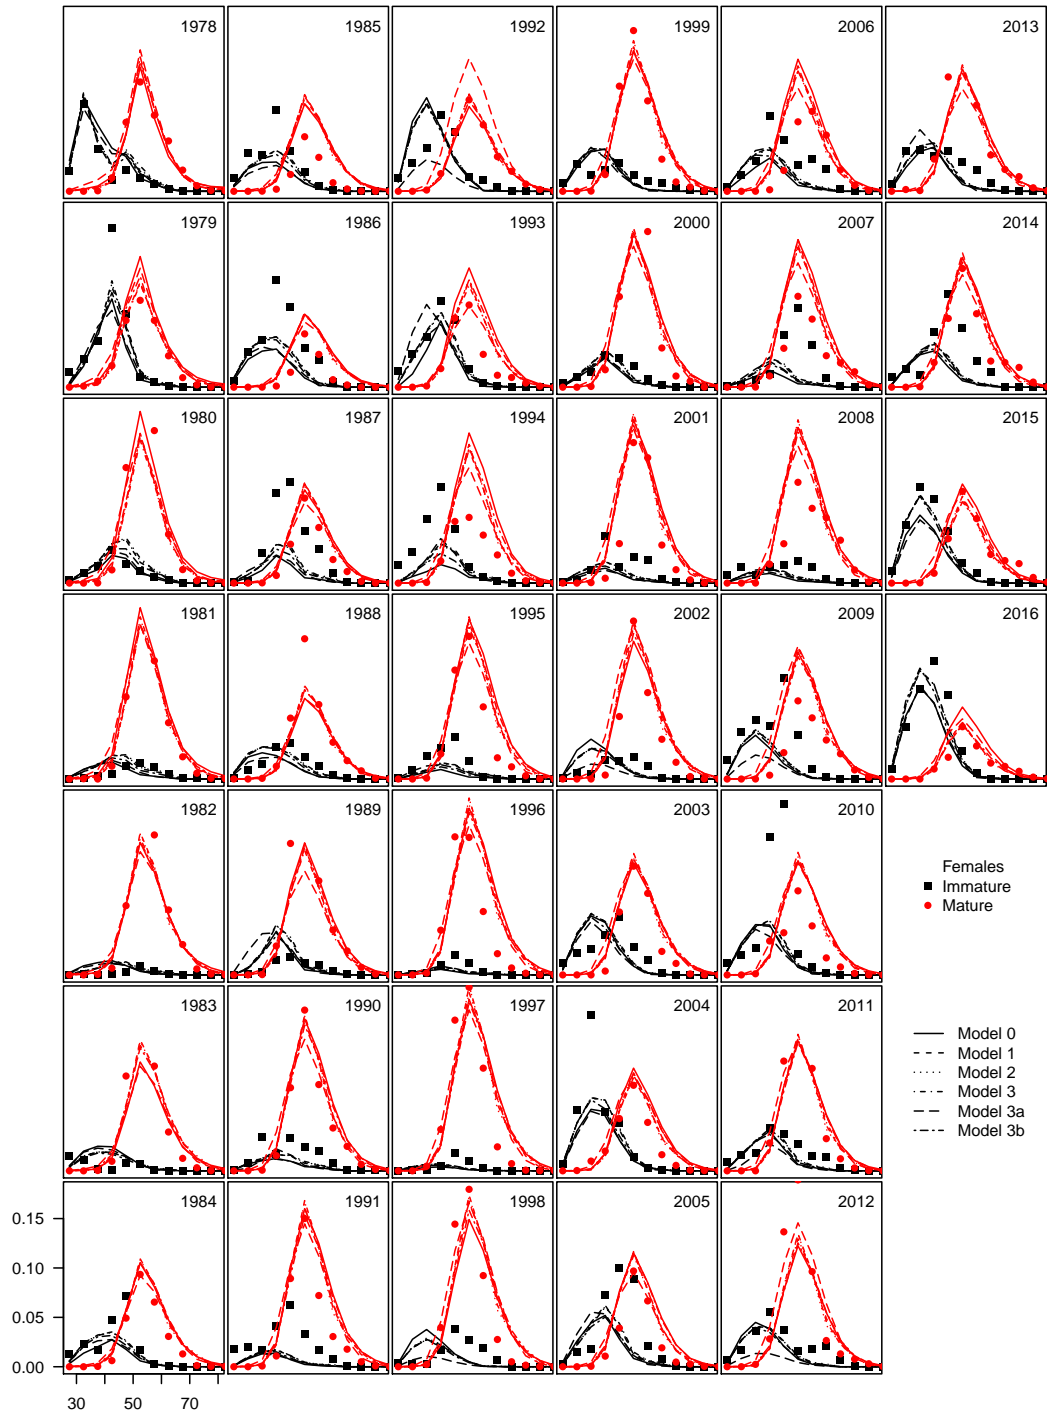 1978 1985 1992 1999 2006 2013
1979 1986 1993 2000 2007 2014
1980 1987 1994 2001 2008 2015
1981 1988 1995 2002 2009 2016
1982 1989 1996 2003 2010
Females
Immature
Mature
1983 1990 1997 2004 2011
Model 0
Model 1
Model 2
Model 3
Model 3a
Model 3b
1984 1991 1998 2005 2012
0.15
0.10
0.05
0.00
30 50 70